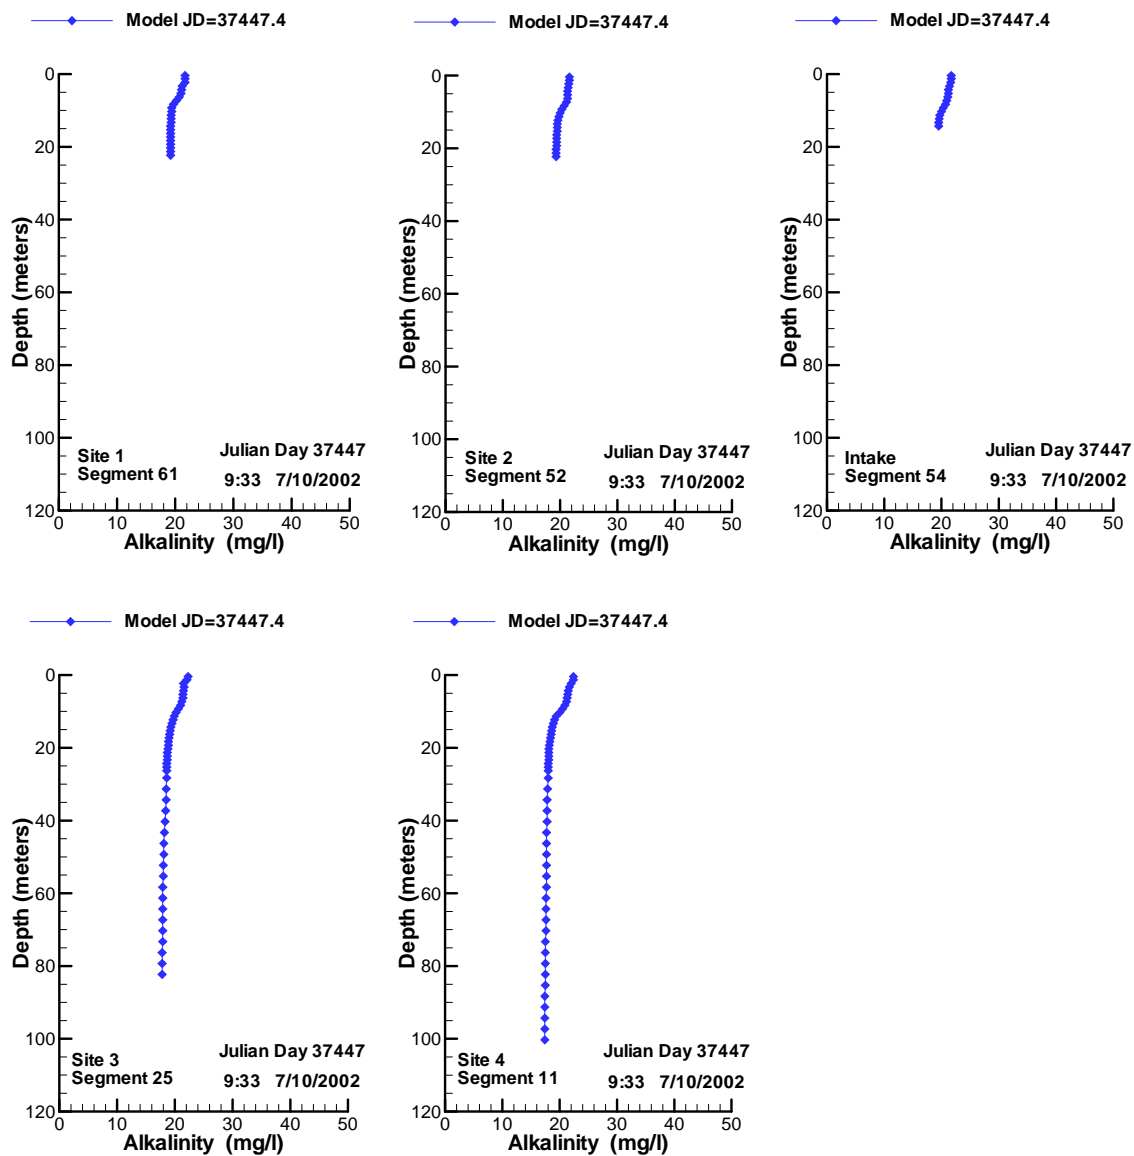 Model JD=37447.4
0
20
40
60
80
100
120
Depth (meters)
Site 1
Segment 61
Julian Day 37447
9:33 7/10/2002
0 10 20 30 40 50
Alkalinity (mg/l)
Model JD=37447.4
0
20
40
60
80
100
120
Depth (meters)
Site 2
Segment 52
Julian Day 37447
9:33 7/10/2002
0 10 20 30 40 50
Alkalinity (mg/l)
Model JD=37447.4
0
20
40
60
80
100
120
Depth (meters)
Intake
Segment 54
Julian Day 37447
9:33 7/10/2002
0 10 20 30 40 50
Alkalinity (mg/l)
Model JD=37447.4
0
20
40
60
80
100
120
Depth (meters)
Site 3
Segment 25
Julian Day 37447
9:33 7/10/2002
0 10 20 30 40 50
Alkalinity (mg/l)
Model JD=37447.4
0
20
40
60
80
100
120
Depth (meters)
Site 4
Segment 11
Julian Day 37447
9:33 7/10/2002
0 10 20 30 40 50
Alkalinity (mg/l)